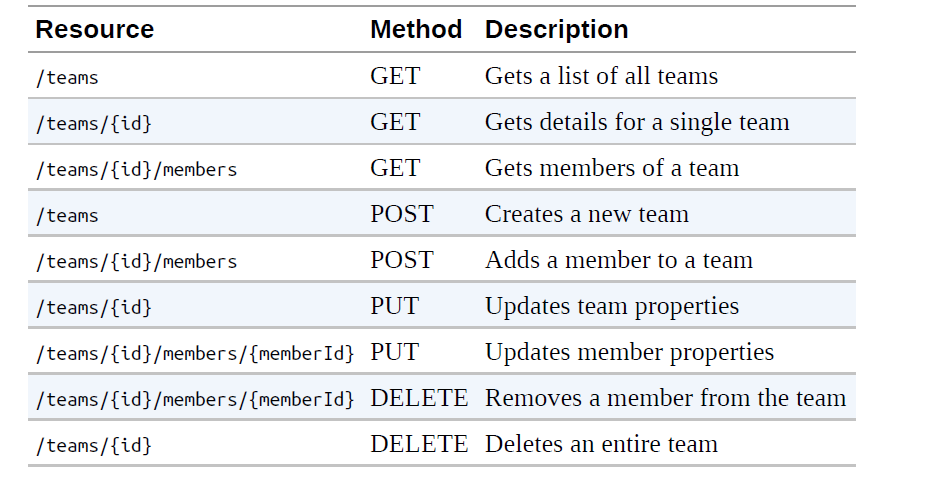 Resource Method Description
/teams GET Gets a list of all teams
/teams/{id} GET Gets details for a single team
/teams/{id}/members GET Gets members of a team
/teams POST Creates a new team
/teams/{id}/members POST Adds a member to a team
/teams/{id} PUT Updates team properties
/teams/{id}/members/{memberId} PUT Updates member properties
/teams/{id}/members/{memberId} DELETE Removes a member from the team
/teams/{id} DELETE Deletes an entire team